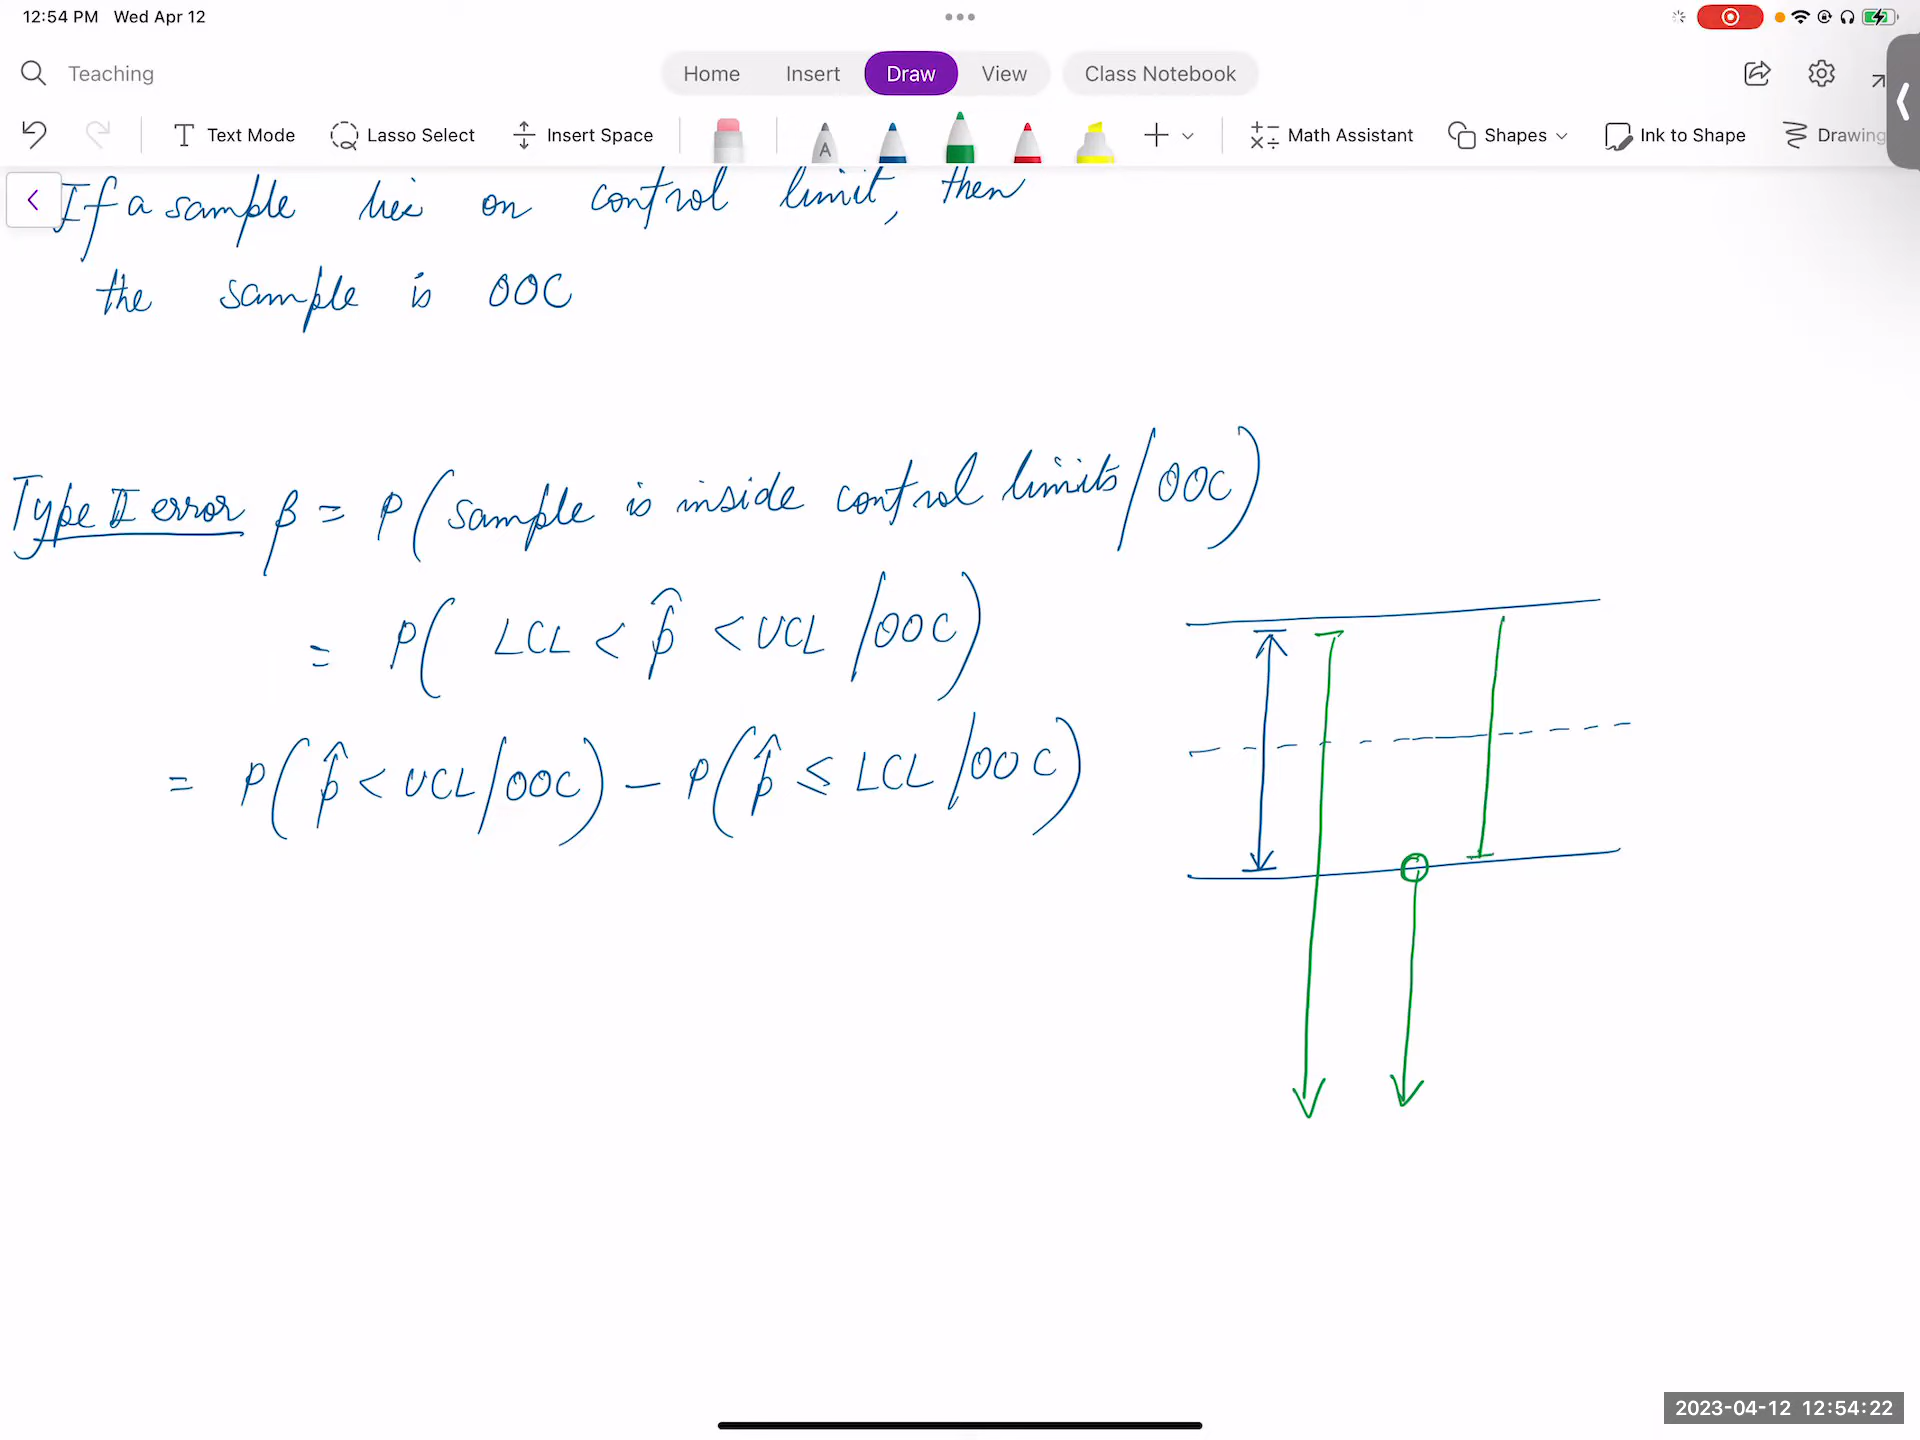 12:54 PM Wed Apr 12
Teaching
Home Insert Draw View Class Notebook
Text Mode Lasso Select Insert Space A Math Assistant Shapes Ink to Shape Drawing
If a sample lies on control limit, then
the sample is OOC
Type II error β = P(sample is inside control limits/OOC)
= P( LCL < p̂ < UCL /OOC)
= P(p̂ < UCL/OOC) − P(p̂ ≤ LCL/OOC)
2023-04-12 12:54:22